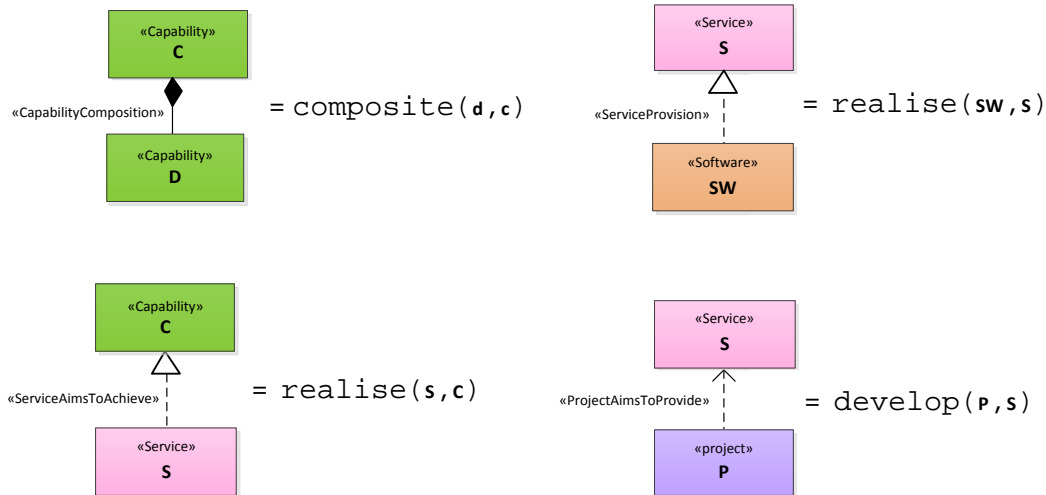 «Capability»
C
«CapabilityComposition»
= composite(d,c)
«Capability»
D
«Service»
S
«ServiceProvision»
= realise(SW,S)
«Software»
SW
«Capability»
C
«ServiceAimsToAchieve»
= realise(S,C)
«Service»
S
«Service»
S
«ProjectAimsToProvide»
= develop(P,S)
«project»
P